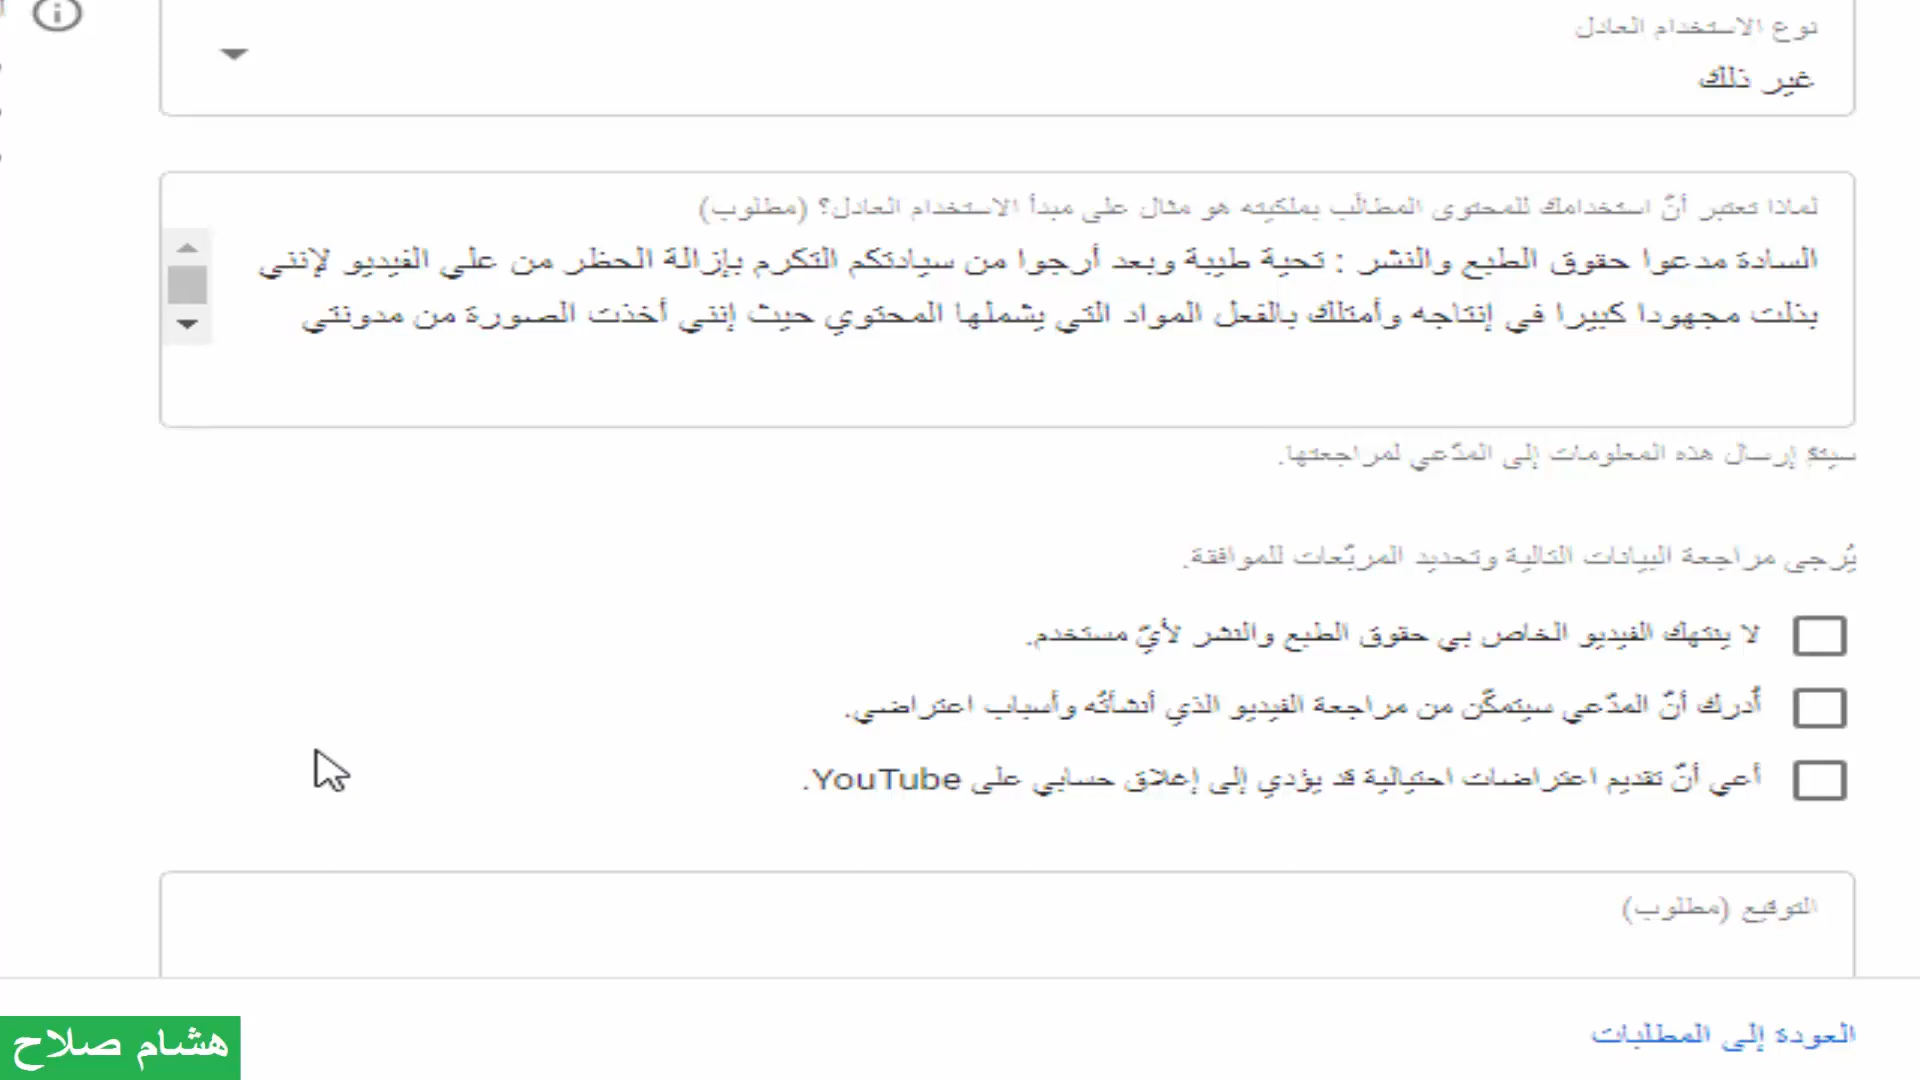 نوع الاستخدام العادل
غير ذلك
لماذا تعتبر أنّ استخدامك للمحتوى المطالَب بملكيته هو مثال على مبدأ الاستخدام العادل؟ (مطلوب)
السادة مدعوا حقوق الطبع والنشر : تحية طيبة وبعد أرجوا من سيادتكم التكرم بإزالة الحظر من علي الفيديو لإنني
بذلت مجهودا كبيرا في إنتاجه وأمتلك بالفعل المواد التي يشملها المحتوي حيث إنني أخذت الصورة من مدونتي
سيتمّ إرسال هذه المعلومات إلى المدّعي لمراجعتها.
يُرجى مراجعة البيانات التالية وتحديد المربّعات للموافقة.
لا ينتهك الفيديو الخاص بي حقوق الطبع والنشر لأيّ مستخدم.
أُدرك أنّ المدّعي سيتمكّن من مراجعة الفيديو الذي أنشأتُه وأسباب اعتراضي.
أعي أنّ تقديم اعتراضات احتيالية قد يؤدي إلى إغلاق حسابي على YouTube.
التوقيع (مطلوب)
العودة إلى المطالبات
هشام صلاح